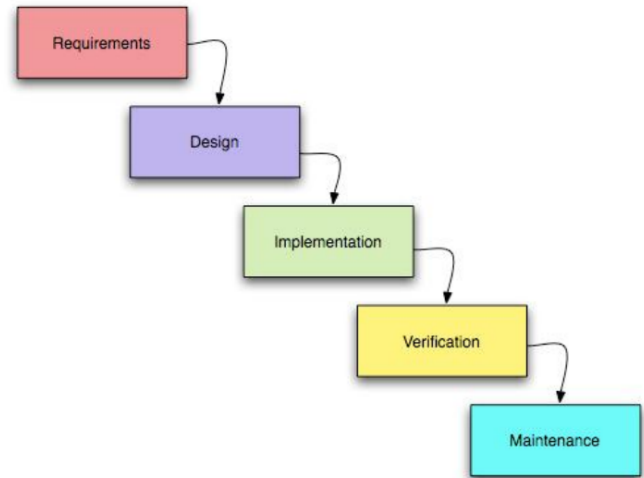 Requirements
Design
Implementation
Verification
Maintenance